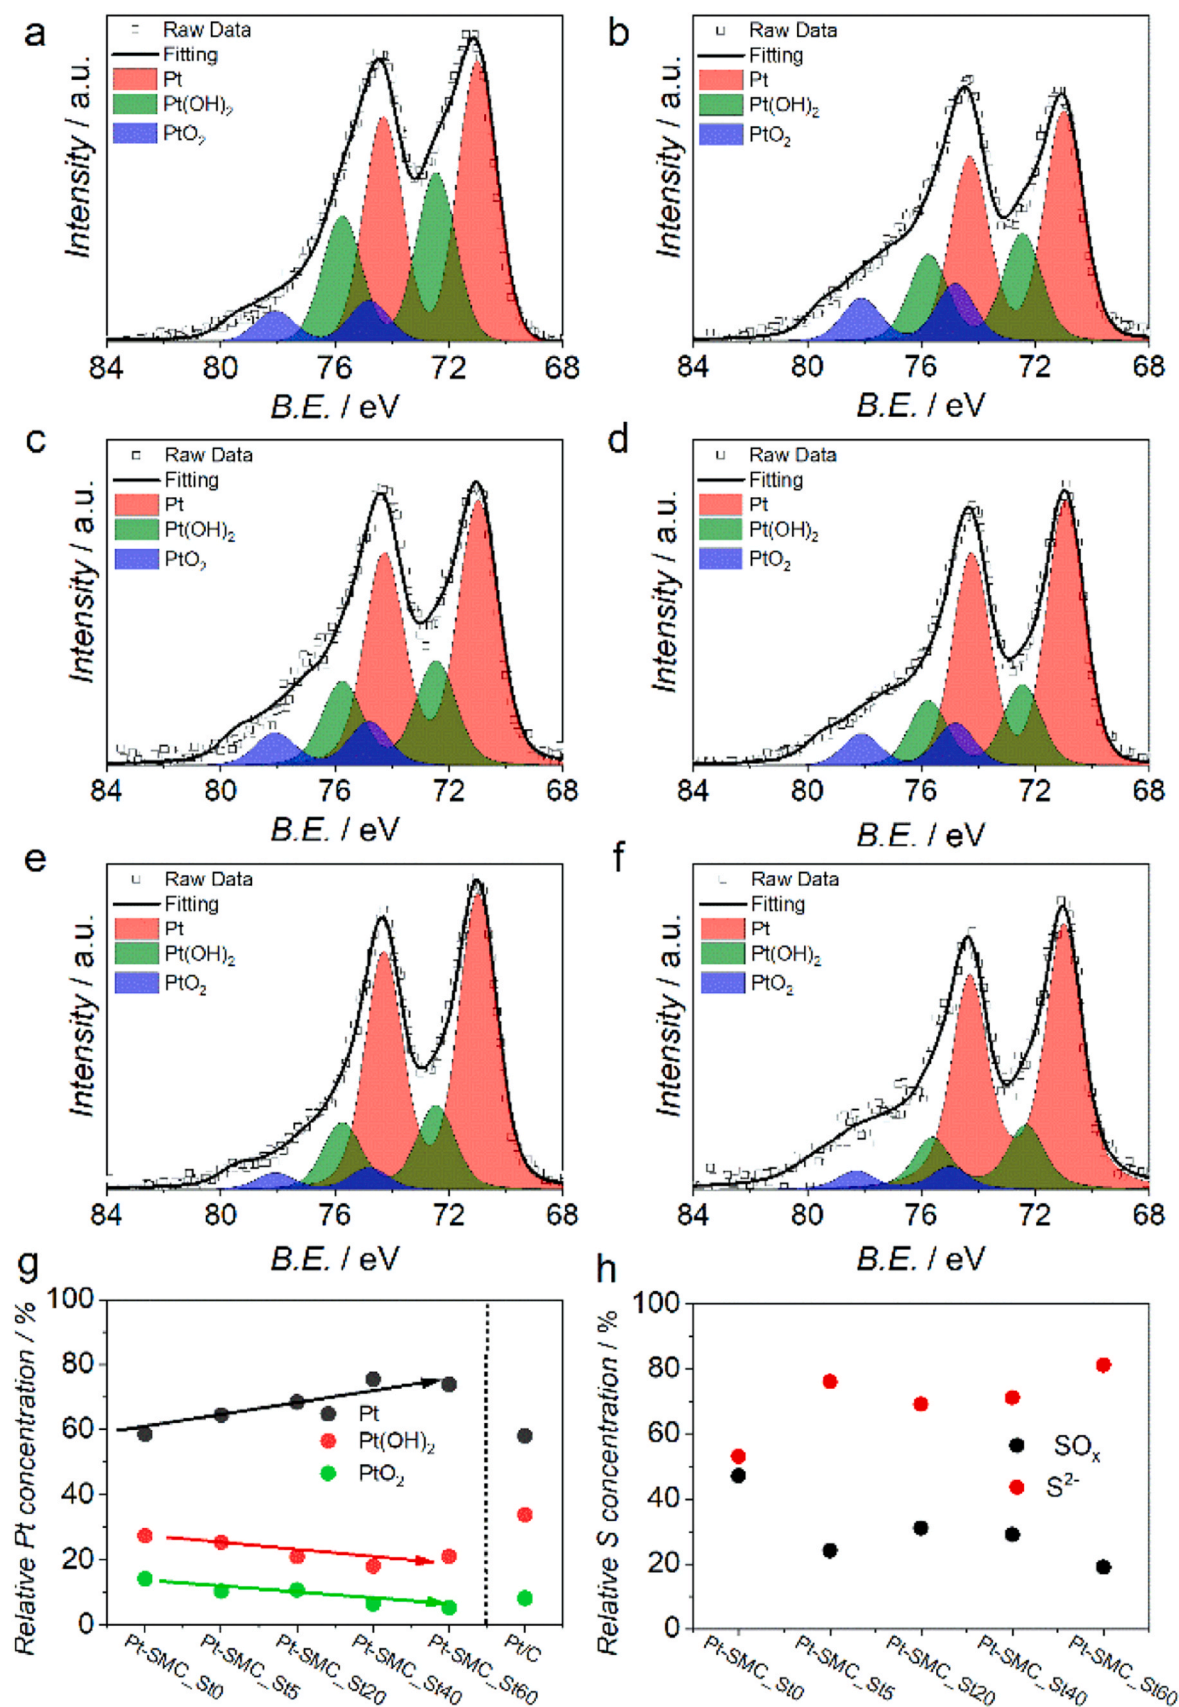 a
Raw Data
Fitting
Pt
Pt(OH)₂
PtO₂
Intensity / a.u.
84 80 76 72 68
B.E. / eV
b
Raw Data
Fitting
Pt
Pt(OH)₂
PtO₂
Intensity / a.u.
84 80 76 72 68
B.E. / eV
c
Raw Data
Fitting
Pt
Pt(OH)₂
PtO₂
Intensity / a.u.
84 80 76 72 68
B.E. / eV
d
Raw Data
Fitting
Pt
Pt(OH)₂
PtO₂
Intensity / a.u.
84 80 76 72 68
B.E. / eV
e
Raw Data
Fitting
Pt
Pt(OH)₂
PtO₂
Intensity / a.u.
84 80 76 72 68
B.E. / eV
f
Raw Data
Fitting
Pt
Pt(OH)₂
PtO₂
Intensity / a.u.
84 80 76 72 68
B.E. / eV
g
Relative Pt concentration / %
100
80
60
40
20
0
Pt
Pt(OH)₂
PtO₂
Pt-SMC_St0
Pt-SMC_St5
Pt-SMC_St20
Pt-SMC_St40
Pt-SMC_St60
Pt/C
h
Relative S concentration / %
100
80
60
40
20
0
SOₓ
S²⁻
Pt-SMC_St0
Pt-SMC_St5
Pt-SMC_St20
Pt-SMC_St40
Pt-SMC_St60